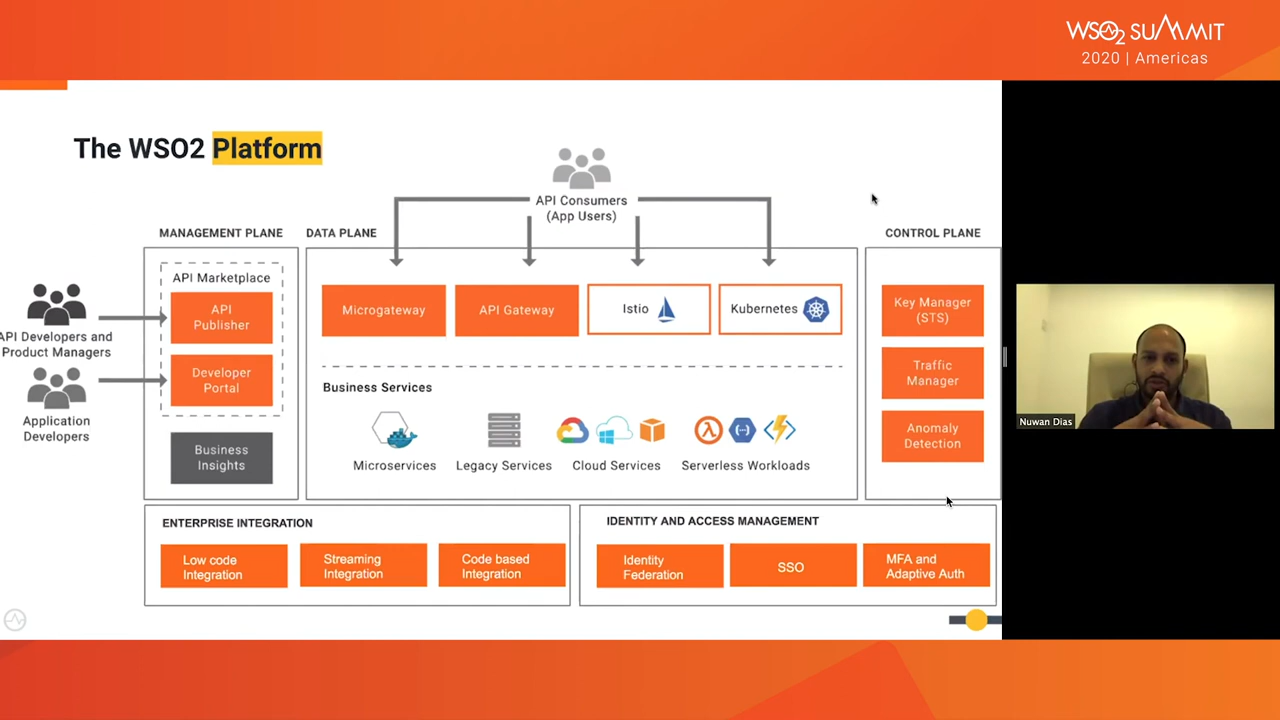 WSO2 SUMMIT
2020 | Americas
The WSO2 Platform
API Consumers
(App Users)
MANAGEMENT PLANE
DATA PLANE
CONTROL PLANE
API Marketplace
API
Publisher
Developer
Portal
Business
Insights
API Developers and
Product Managers
Application
Developers
Microgateway
API Gateway
Istio
Kubernetes
Business Services
Microservices
Legacy Services
Cloud Services
Serverless Workloads
Key Manager
(STS)
Traffic
Manager
Anomaly
Detection
Nuwan Dias
ENTERPRISE INTEGRATION
Low code
Integration
Streaming
Integration
Code based
Integration
IDENTITY AND ACCESS MANAGEMENT
Identity
Federation
SSO
MFA and
Adaptive Auth